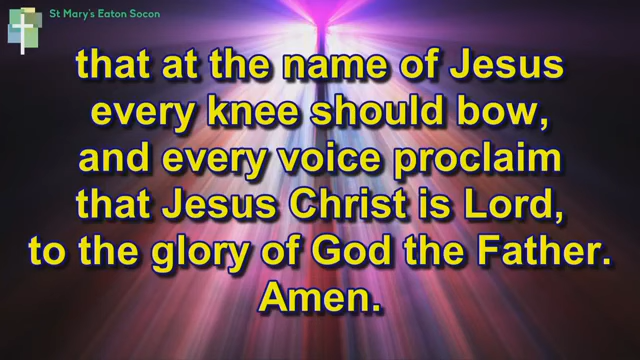 St Mary's Eaton Socon
that at the name of Jesus
every knee should bow,
and every voice proclaim
that Jesus Christ is Lord,
to the glory of God the Father.
Amen.